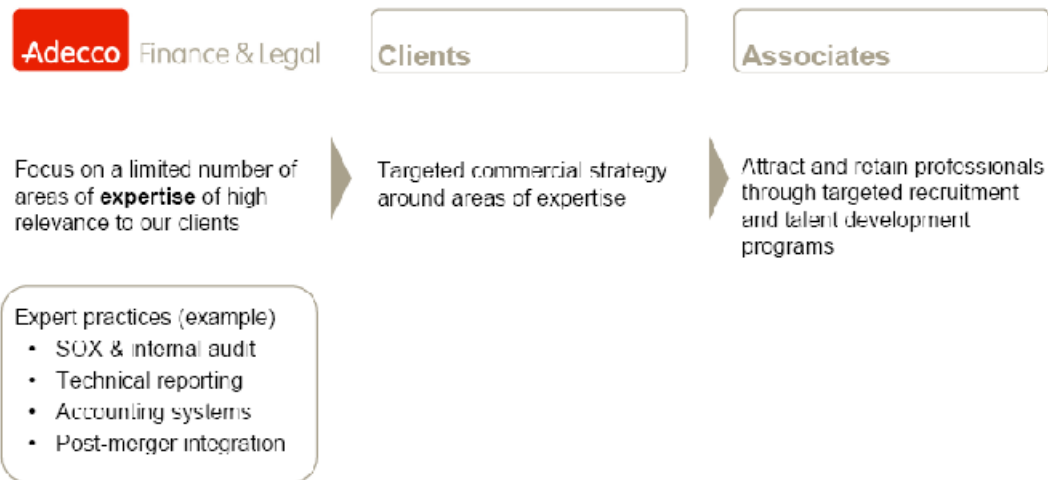 Adecco Finance & Legal
Clients
Associates
Focus on a limited number of
areas of expertise of high
relevance to our clients
Targeted commercial strategy
around areas of expertise
Attract and retain professionals
through targeted recruitment
and talent development
programs
Expert practices (example)
• SOX & internal audit
• Technical reporting
• Accounting systems
• Post-merger integration